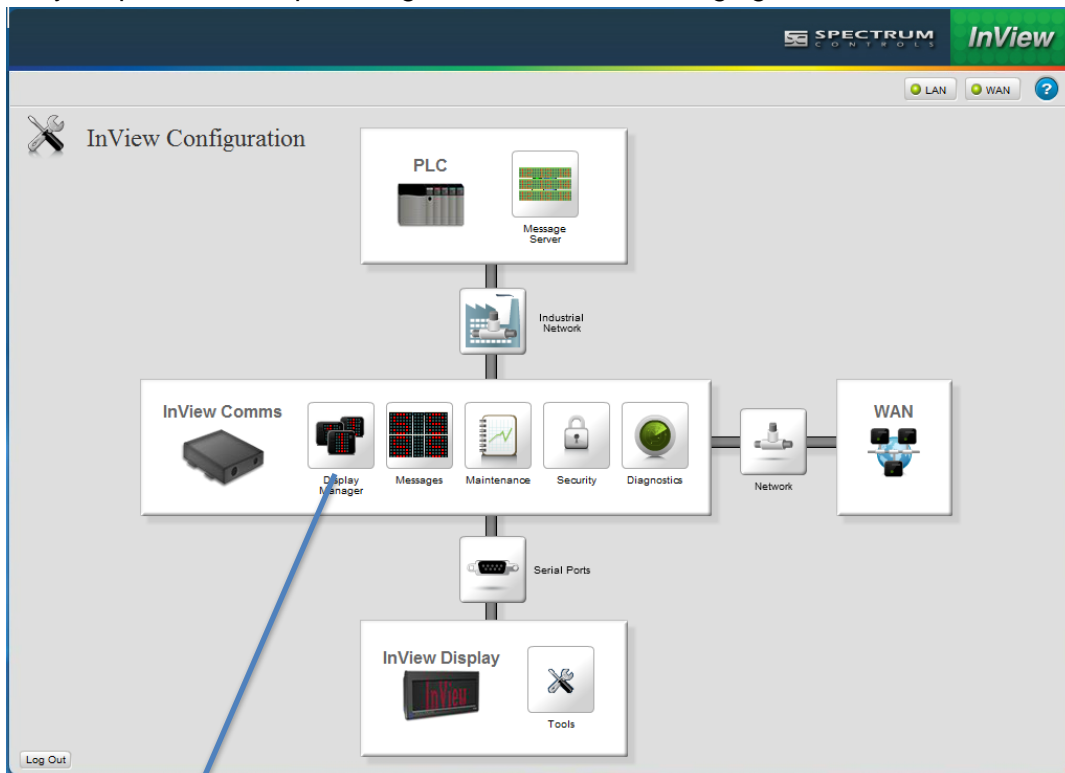 SPECTRUM
CONTROLS
InView
LAN
WAN
?
InView Configuration
PLC
Message
Server
Industrial
Network
InView Comms
Display
Manager
Messages
Maintenance
Security
Diagnostics
Network
WAN
Serial Ports
InView Display
InView
Tools
Log Out